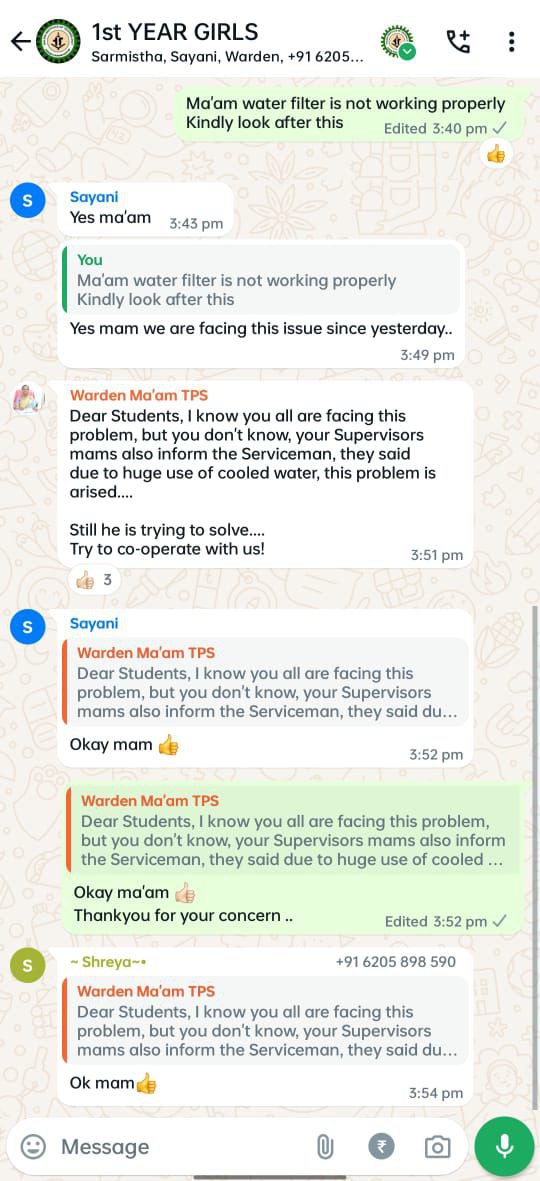 1st YEAR GIRLS
Sarmistha, Sayani, Warden, +91 6205...
Ma'am water filter is not working properly
Kindly look after this
Edited 3:40 pm
S
Sayani
Yes ma'am
3:43 pm
You
Ma'am water filter is not working properly
Kindly look after this
Yes mam we are facing this issue since yesterday..
3:49 pm
Warden Ma'am TPS
Dear Students, I know you all are facing this
problem, but you don't know, your Supervisors
mams also inform the Serviceman, they said
due to huge use of cooled water, this problem is
arised....
Still he is trying to solve....
Try to co-operate with us!
3:51 pm
👍🏻 3
S
Sayani
Warden Ma'am TPS
Dear Students, I know you all are facing this
problem, but you don't know, your Supervisors
mams also inform the Serviceman, they said du...
Okay mam 👍
3:52 pm
Warden Ma'am TPS
Dear Students, I know you all are facing this problem,
but you don't know, your Supervisors mams also inform
the Serviceman, they said due to huge use of cooled ...
Okay ma'am 👍🏻
Thankyou for your concern ..
Edited 3:52 pm
S
~ Shreya~•
+91 6205 898 590
Warden Ma'am TPS
Dear Students, I know you all are facing this
problem, but you don't know, your Supervisors
mams also inform the Serviceman, they said du...
Ok mam👍
3:54 pm
Message
₹